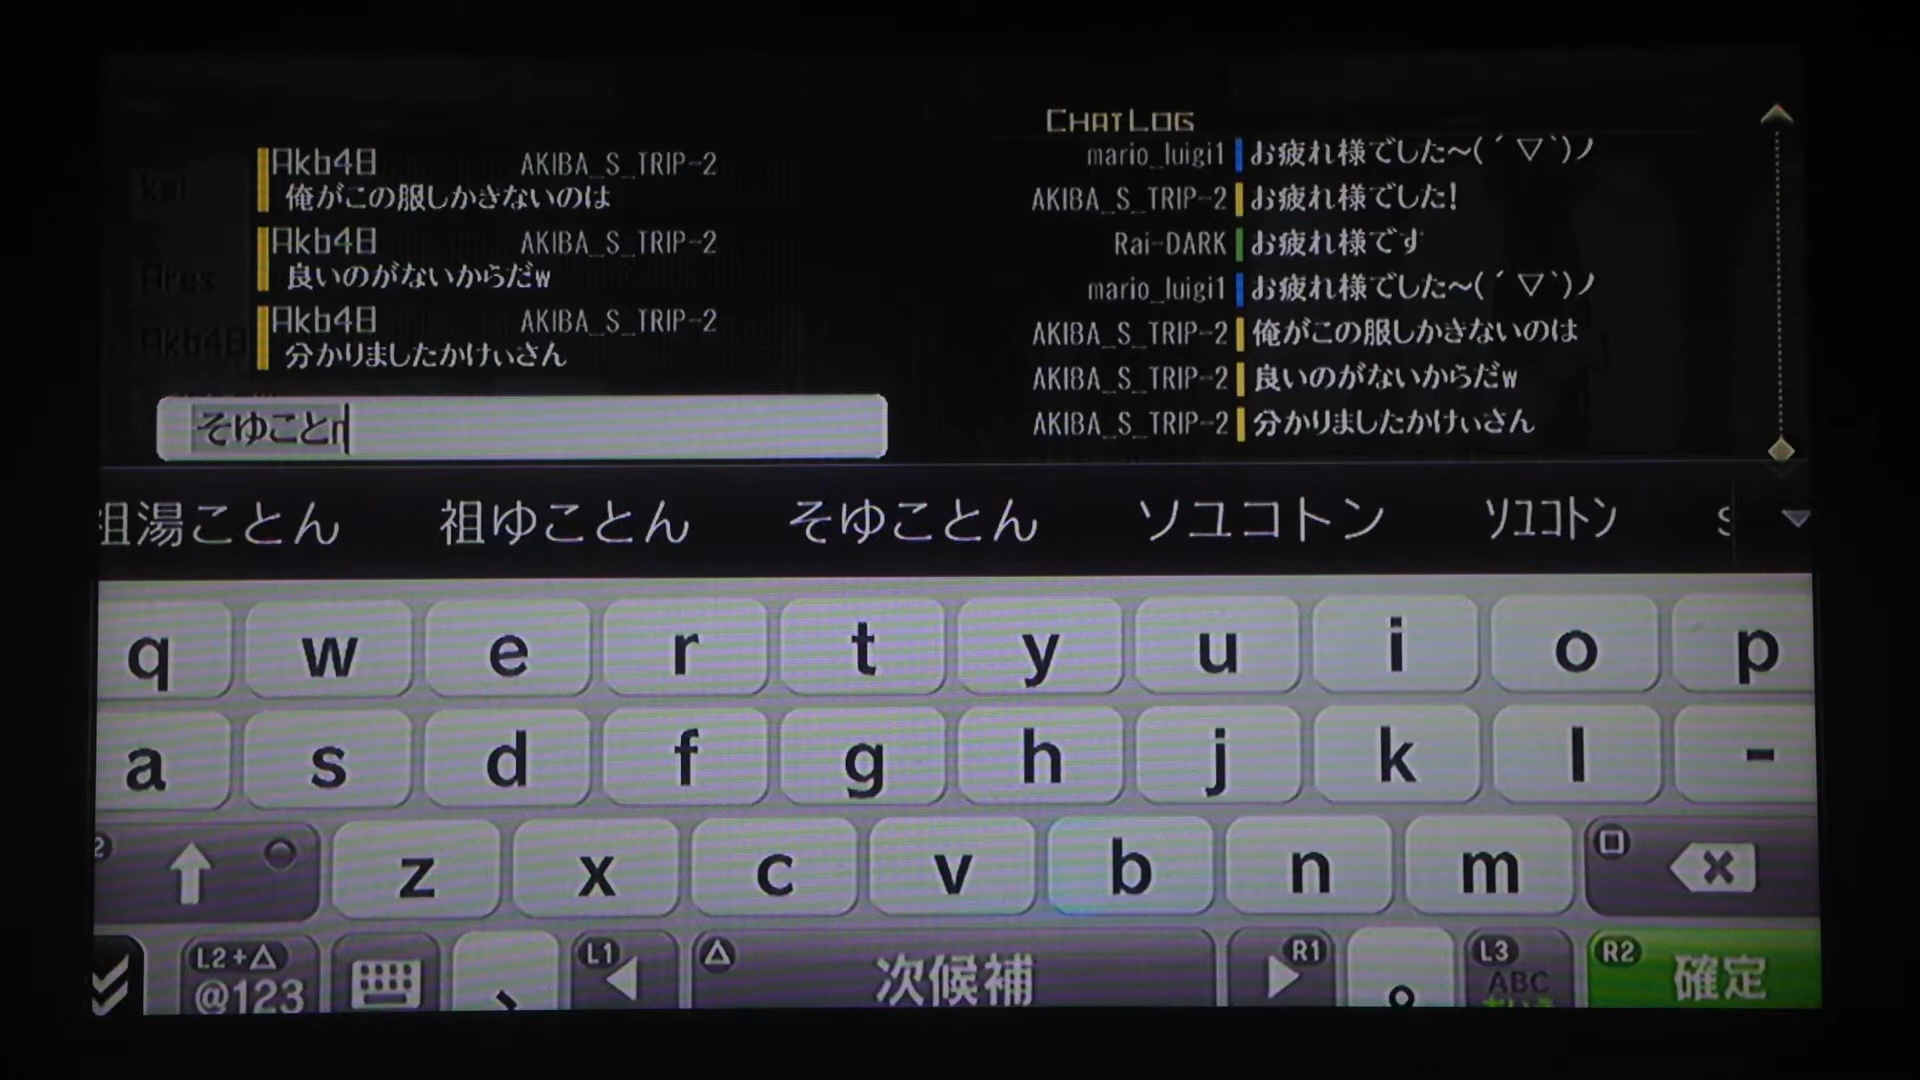 Akb48 AKIBA_S_TRIP-2
俺がこの服しかきないのは
Akb48 AKIBA_S_TRIP-2
良いのがないからだw
Akb48 AKIBA_S_TRIP-2
分かりましたかけぃさん
Ares
Akb48
そゆことn
CHAT LOG
mario_luigi1 お疲れ様でした~(´▽`)ノ
AKIBA_S_TRIP-2 お疲れ様でした!
Rai-DARK お疲れ様です
mario_luigi1 お疲れ様でした~(´▽`)ノ
AKIBA_S_TRIP-2 俺がこの服しかきないのは
AKIBA_S_TRIP-2 良いのがないからだw
AKIBA_S_TRIP-2 分かりましたかけぃさん
祖湯ことん 祖ゆことん そゆことん ソユコトン ソユコトン s
q w e r t y u i o p
a s d f g h j k l -
2 z x c v b n m
L2+△ @123 、 L1 次候補 R1 。 L3 ABC R2 確定